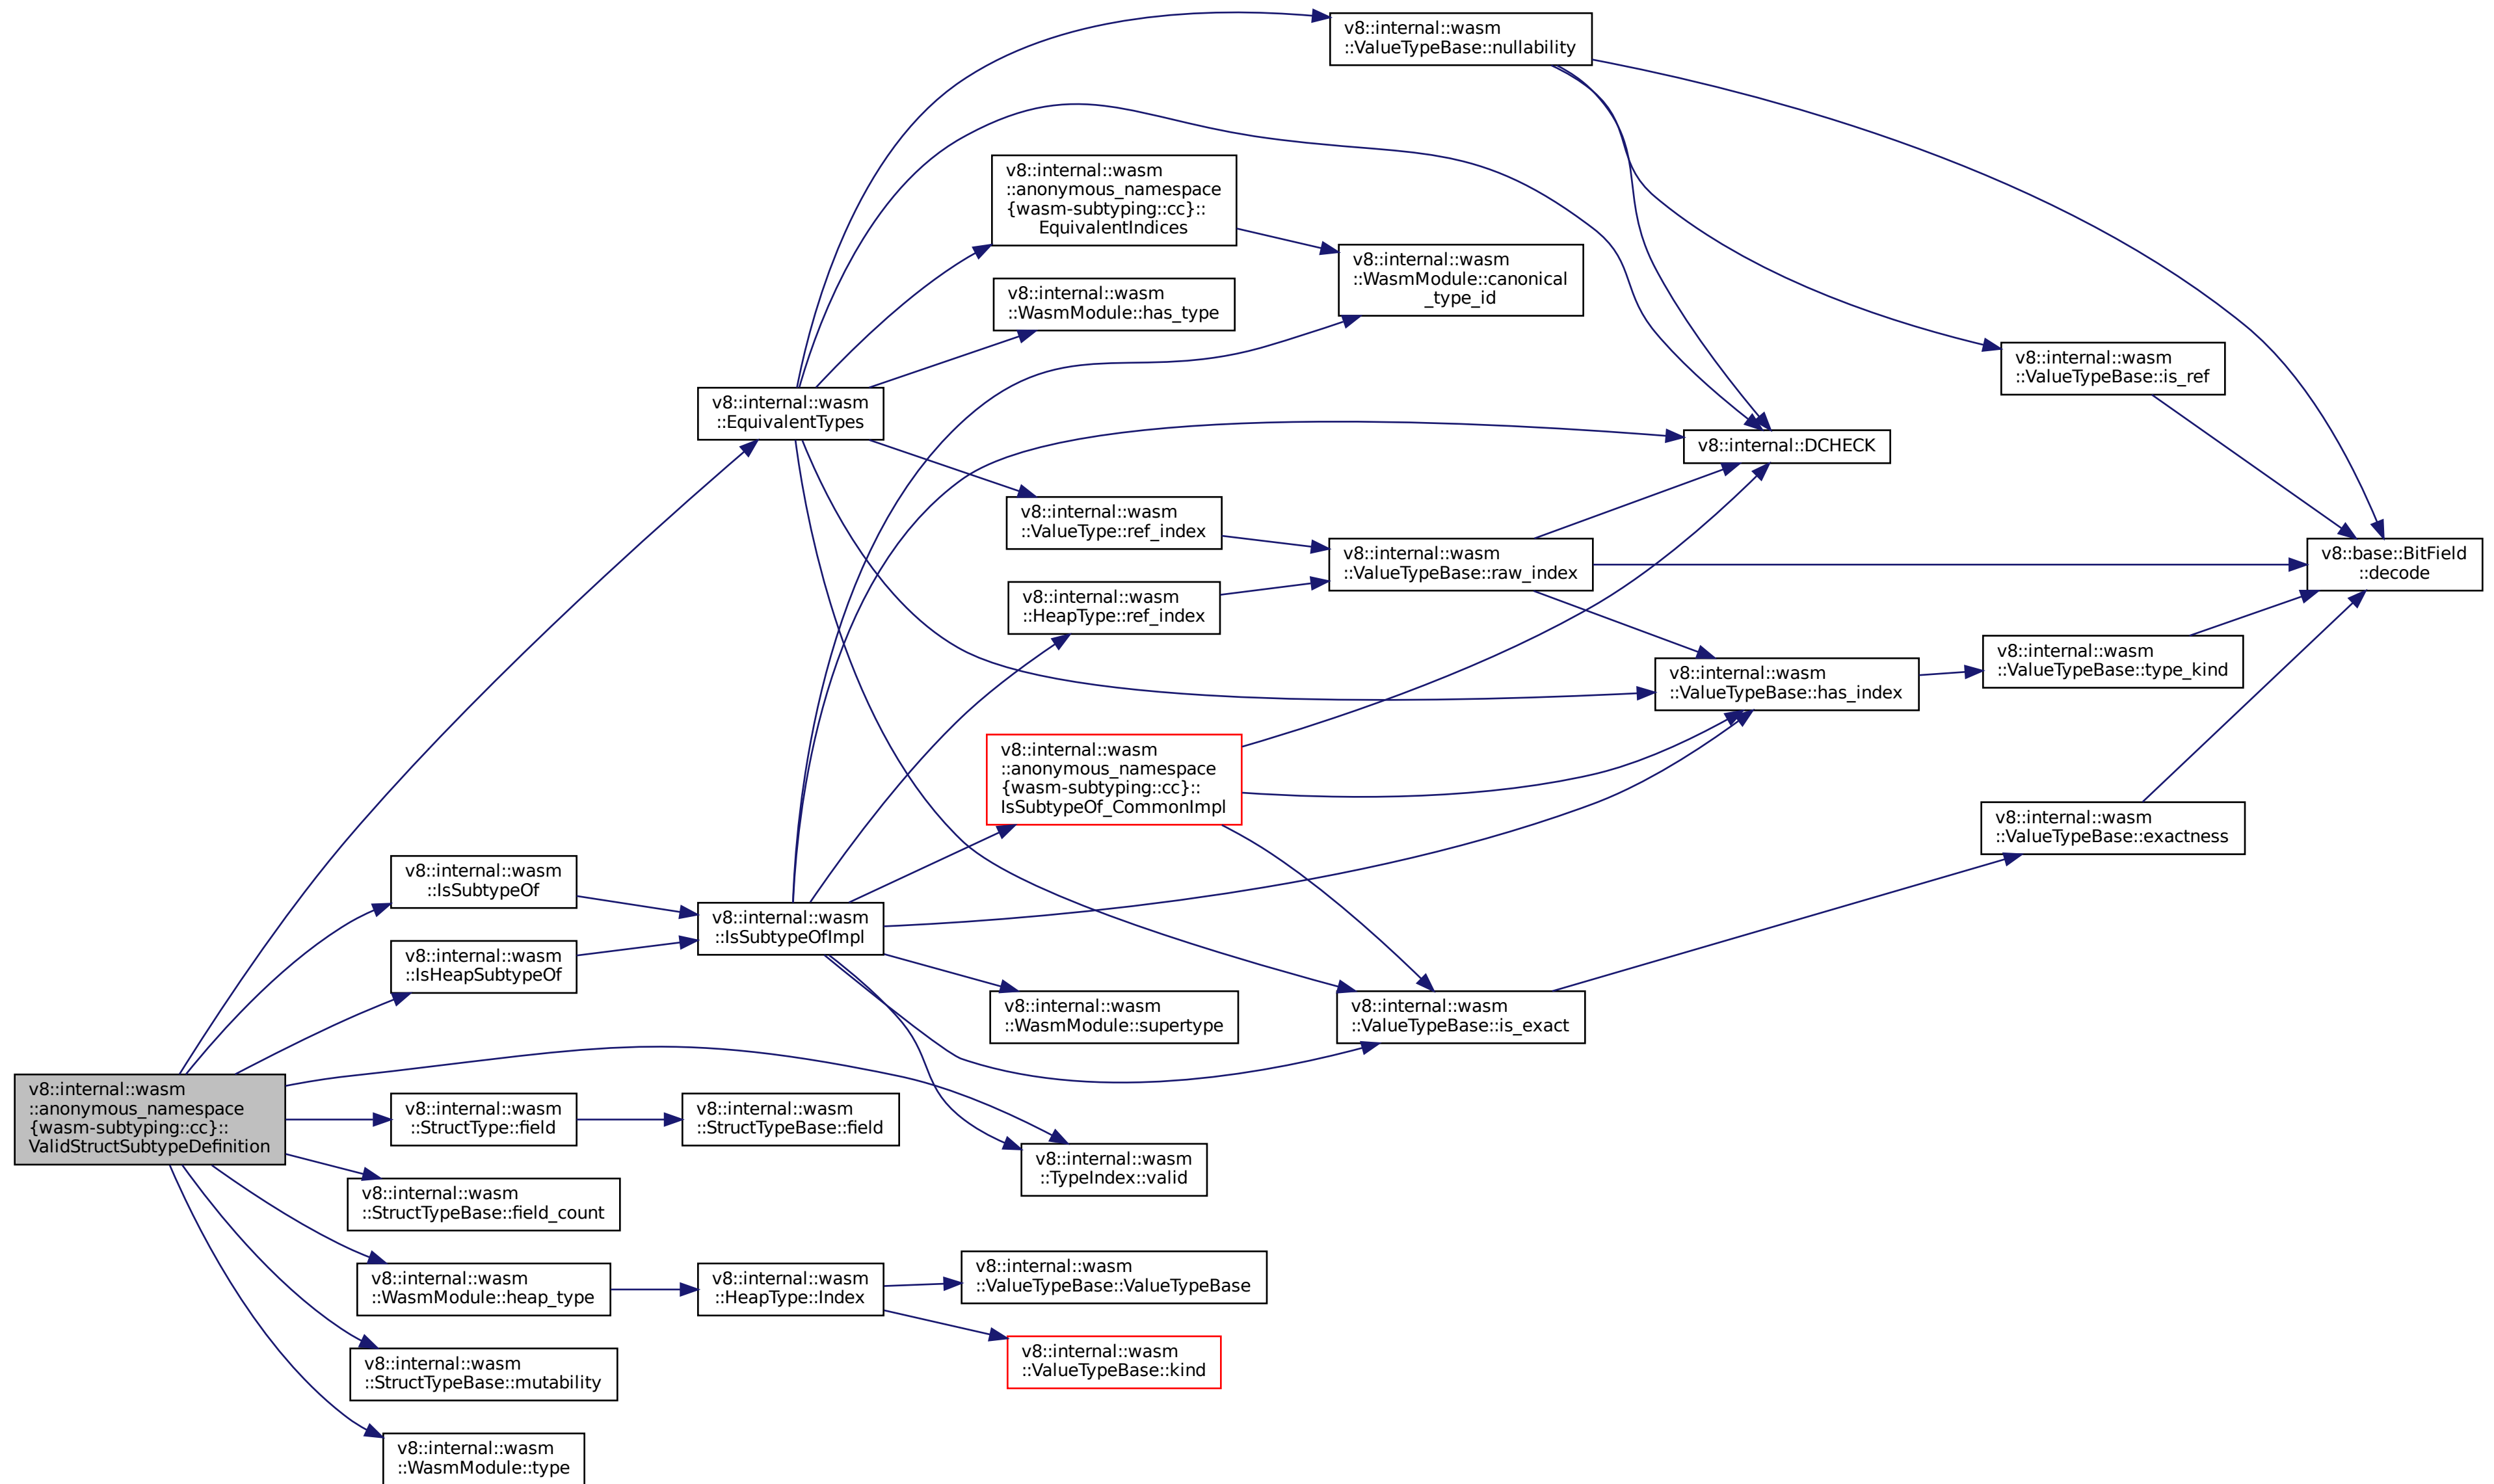 v8::internal::wasm
::ValueTypeBase::nullability
v8::internal::wasm
::anonymous_namespace
{wasm-subtyping::cc}::
EquivalentIndices
v8::internal::wasm
::WasmModule::canonical
_type_id
v8::internal::wasm
::WasmModule::has_type
v8::internal::wasm
::ValueTypeBase::is_ref
v8::internal::wasm
::EquivalentTypes
v8::internal::DCHECK
v8::internal::wasm
::ValueType::ref_index
v8::internal::wasm
::ValueTypeBase::raw_index
v8::base::BitField
::decode
v8::internal::wasm
::HeapType::ref_index
v8::internal::wasm
::ValueTypeBase::type_kind
v8::internal::wasm
::ValueTypeBase::has_index
v8::internal::wasm
::anonymous_namespace
{wasm-subtyping::cc}::
IsSubtypeOf_CommonImpl
v8::internal::wasm
::ValueTypeBase::exactness
v8::internal::wasm
::IsSubtypeOf
v8::internal::wasm
::IsSubtypeOfImpl
v8::internal::wasm
::IsHeapSubtypeOf
v8::internal::wasm
::WasmModule::supertype
v8::internal::wasm
::ValueTypeBase::is_exact
v8::internal::wasm
::anonymous_namespace
{wasm-subtyping::cc}::
ValidStructSubtypeDefinition
v8::internal::wasm
::StructType::field
v8::internal::wasm
::StructTypeBase::field
v8::internal::wasm
::TypeIndex::valid
v8::internal::wasm
::StructTypeBase::field_count
v8::internal::wasm
::WasmModule::heap_type
v8::internal::wasm
::HeapType::Index
v8::internal::wasm
::ValueTypeBase::ValueTypeBase
v8::internal::wasm
::ValueTypeBase::kind
v8::internal::wasm
::StructTypeBase::mutability
v8::internal::wasm
::WasmModule::type